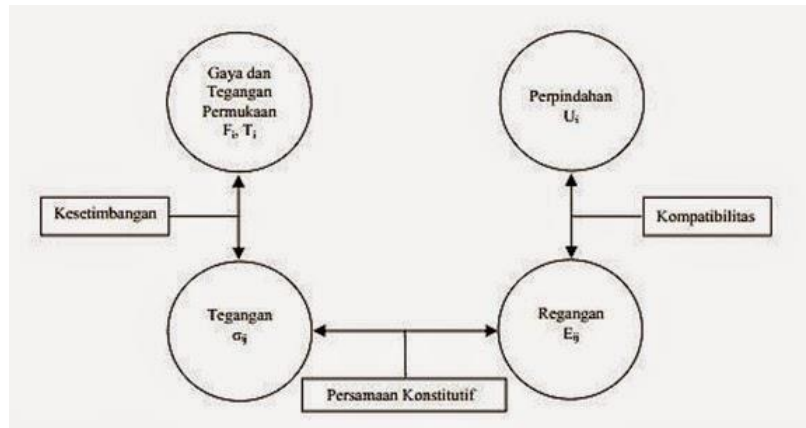 Gaya dan
Tegangan
Permukaan
Fi, Ti
Perpindahan
Ui
Kesetimbangan
Kompatibilitas
Tegangan
σij
Regangan
Eij
Persamaan Konstitutif